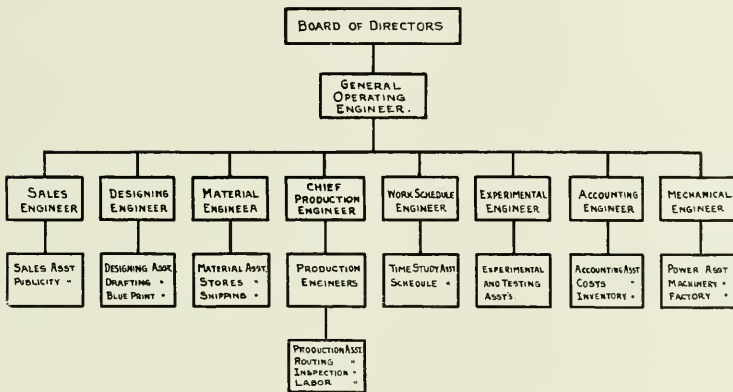 BOARD OF DIRECTORS
GENERAL
OPERATING
ENGINEER.
SALES
ENGINEER
DESIGNING
ENGINEER
MATERIAL
ENGINEER
CHIEF
PRODUCTION
ENGINEER
WORK SCHEDULE
ENGINEER
EXPERIMENTAL
ENGINEER
ACCOUNTING
ENGINEER
MECHANICAL
ENGINEER
SALES ASST
PUBLICITY "
DESIGNING ASST.
DRAFTING "
BLUE PRINT "
MATERIAL ASST.
STORES "
SHIPPING "
PRODUCTION
ENGINEERS
TIME STUDY ASST
SCHEDULE "
EXPERIMENTAL
AND TESTING
ASST'S.
ACCOUNTING ASST
COSTS "
INVENTORY "
POWER ASST
MACHINERY "
FACTORY "
PRODUCTION ASST.
ROUTING "
INSPECTION "
LABOR "